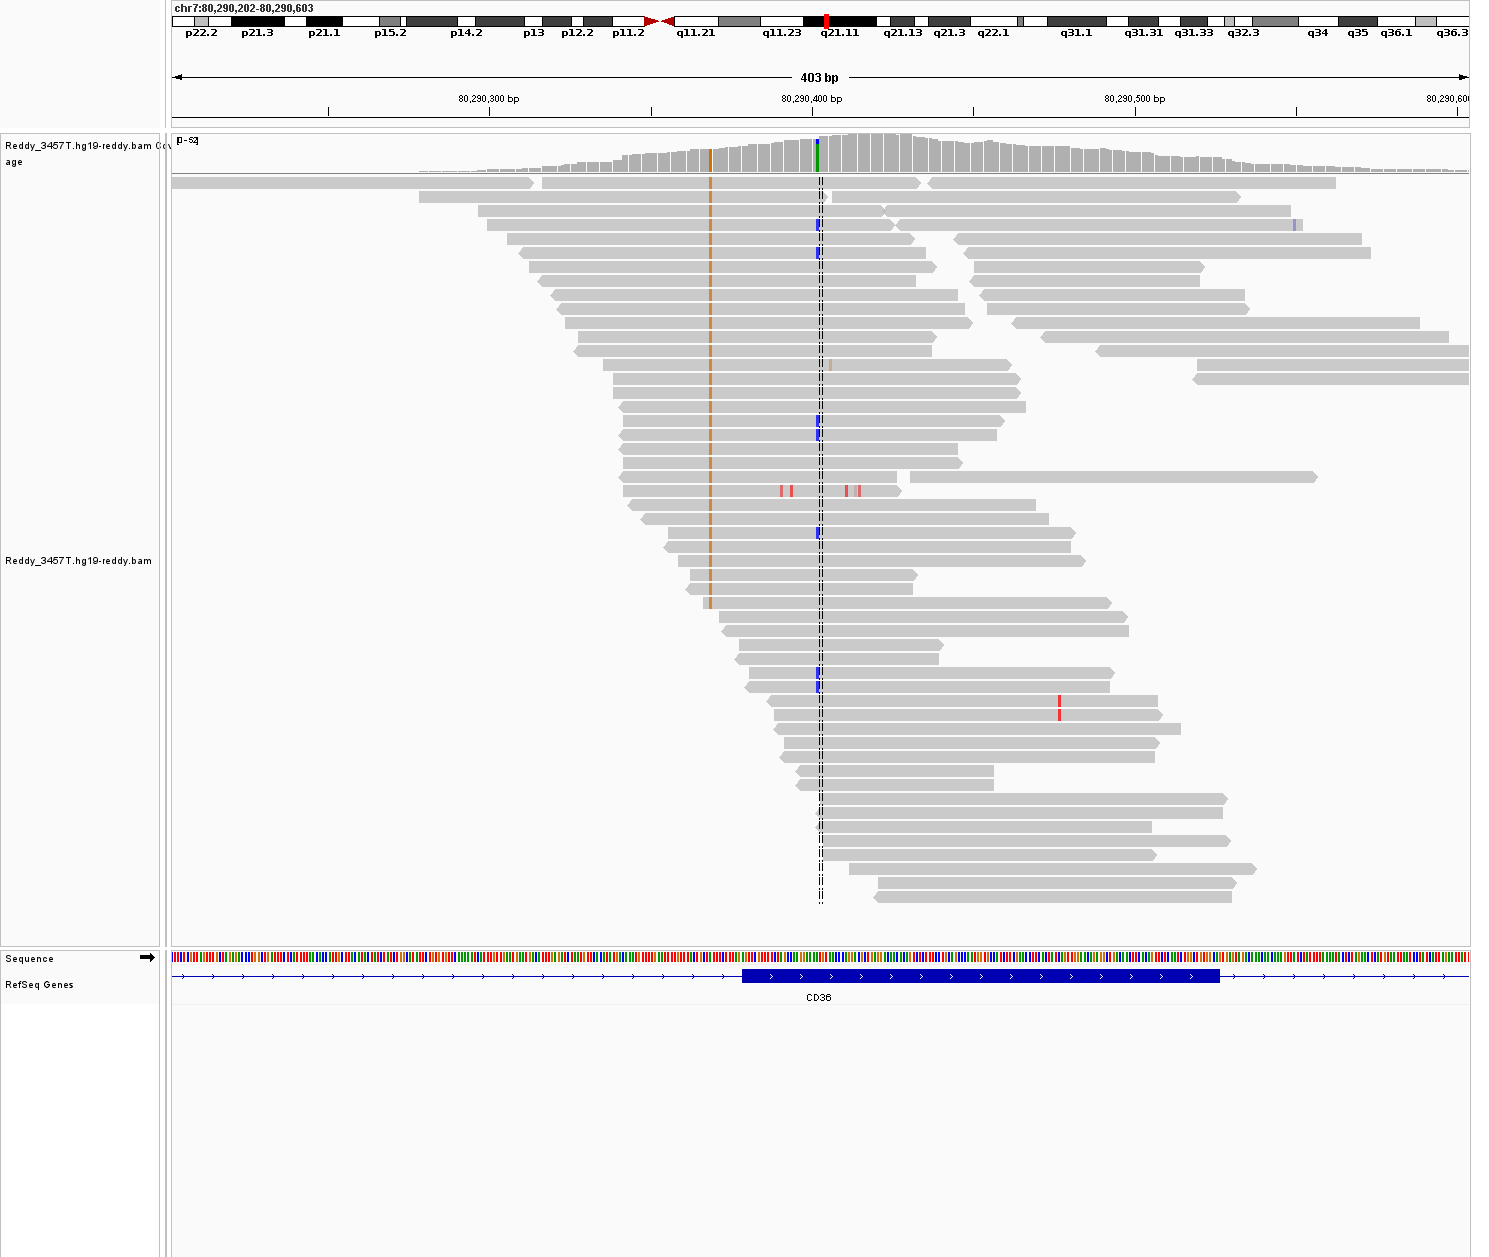 chr7:80,290,202-80,290,603
p22.2 p21.3 p21.1 p15.2 p14.2 p13 p12.2 p11.2 q11.21 q11.23 q21.11 q21.13 q21.3 q22.1 q31.1 q31.31 q31.33 q32.3 q34 q35 q36.1 q36.3
403 bp
80,290,300 bp 80,290,400 bp 80,290,500 bp 80,290,600
Reddy_3457T.hg19-reddy.bam Cov
age
[0-52]
Reddy_3457T.hg19-reddy.bam
Sequence
RefSeq Genes
CD36